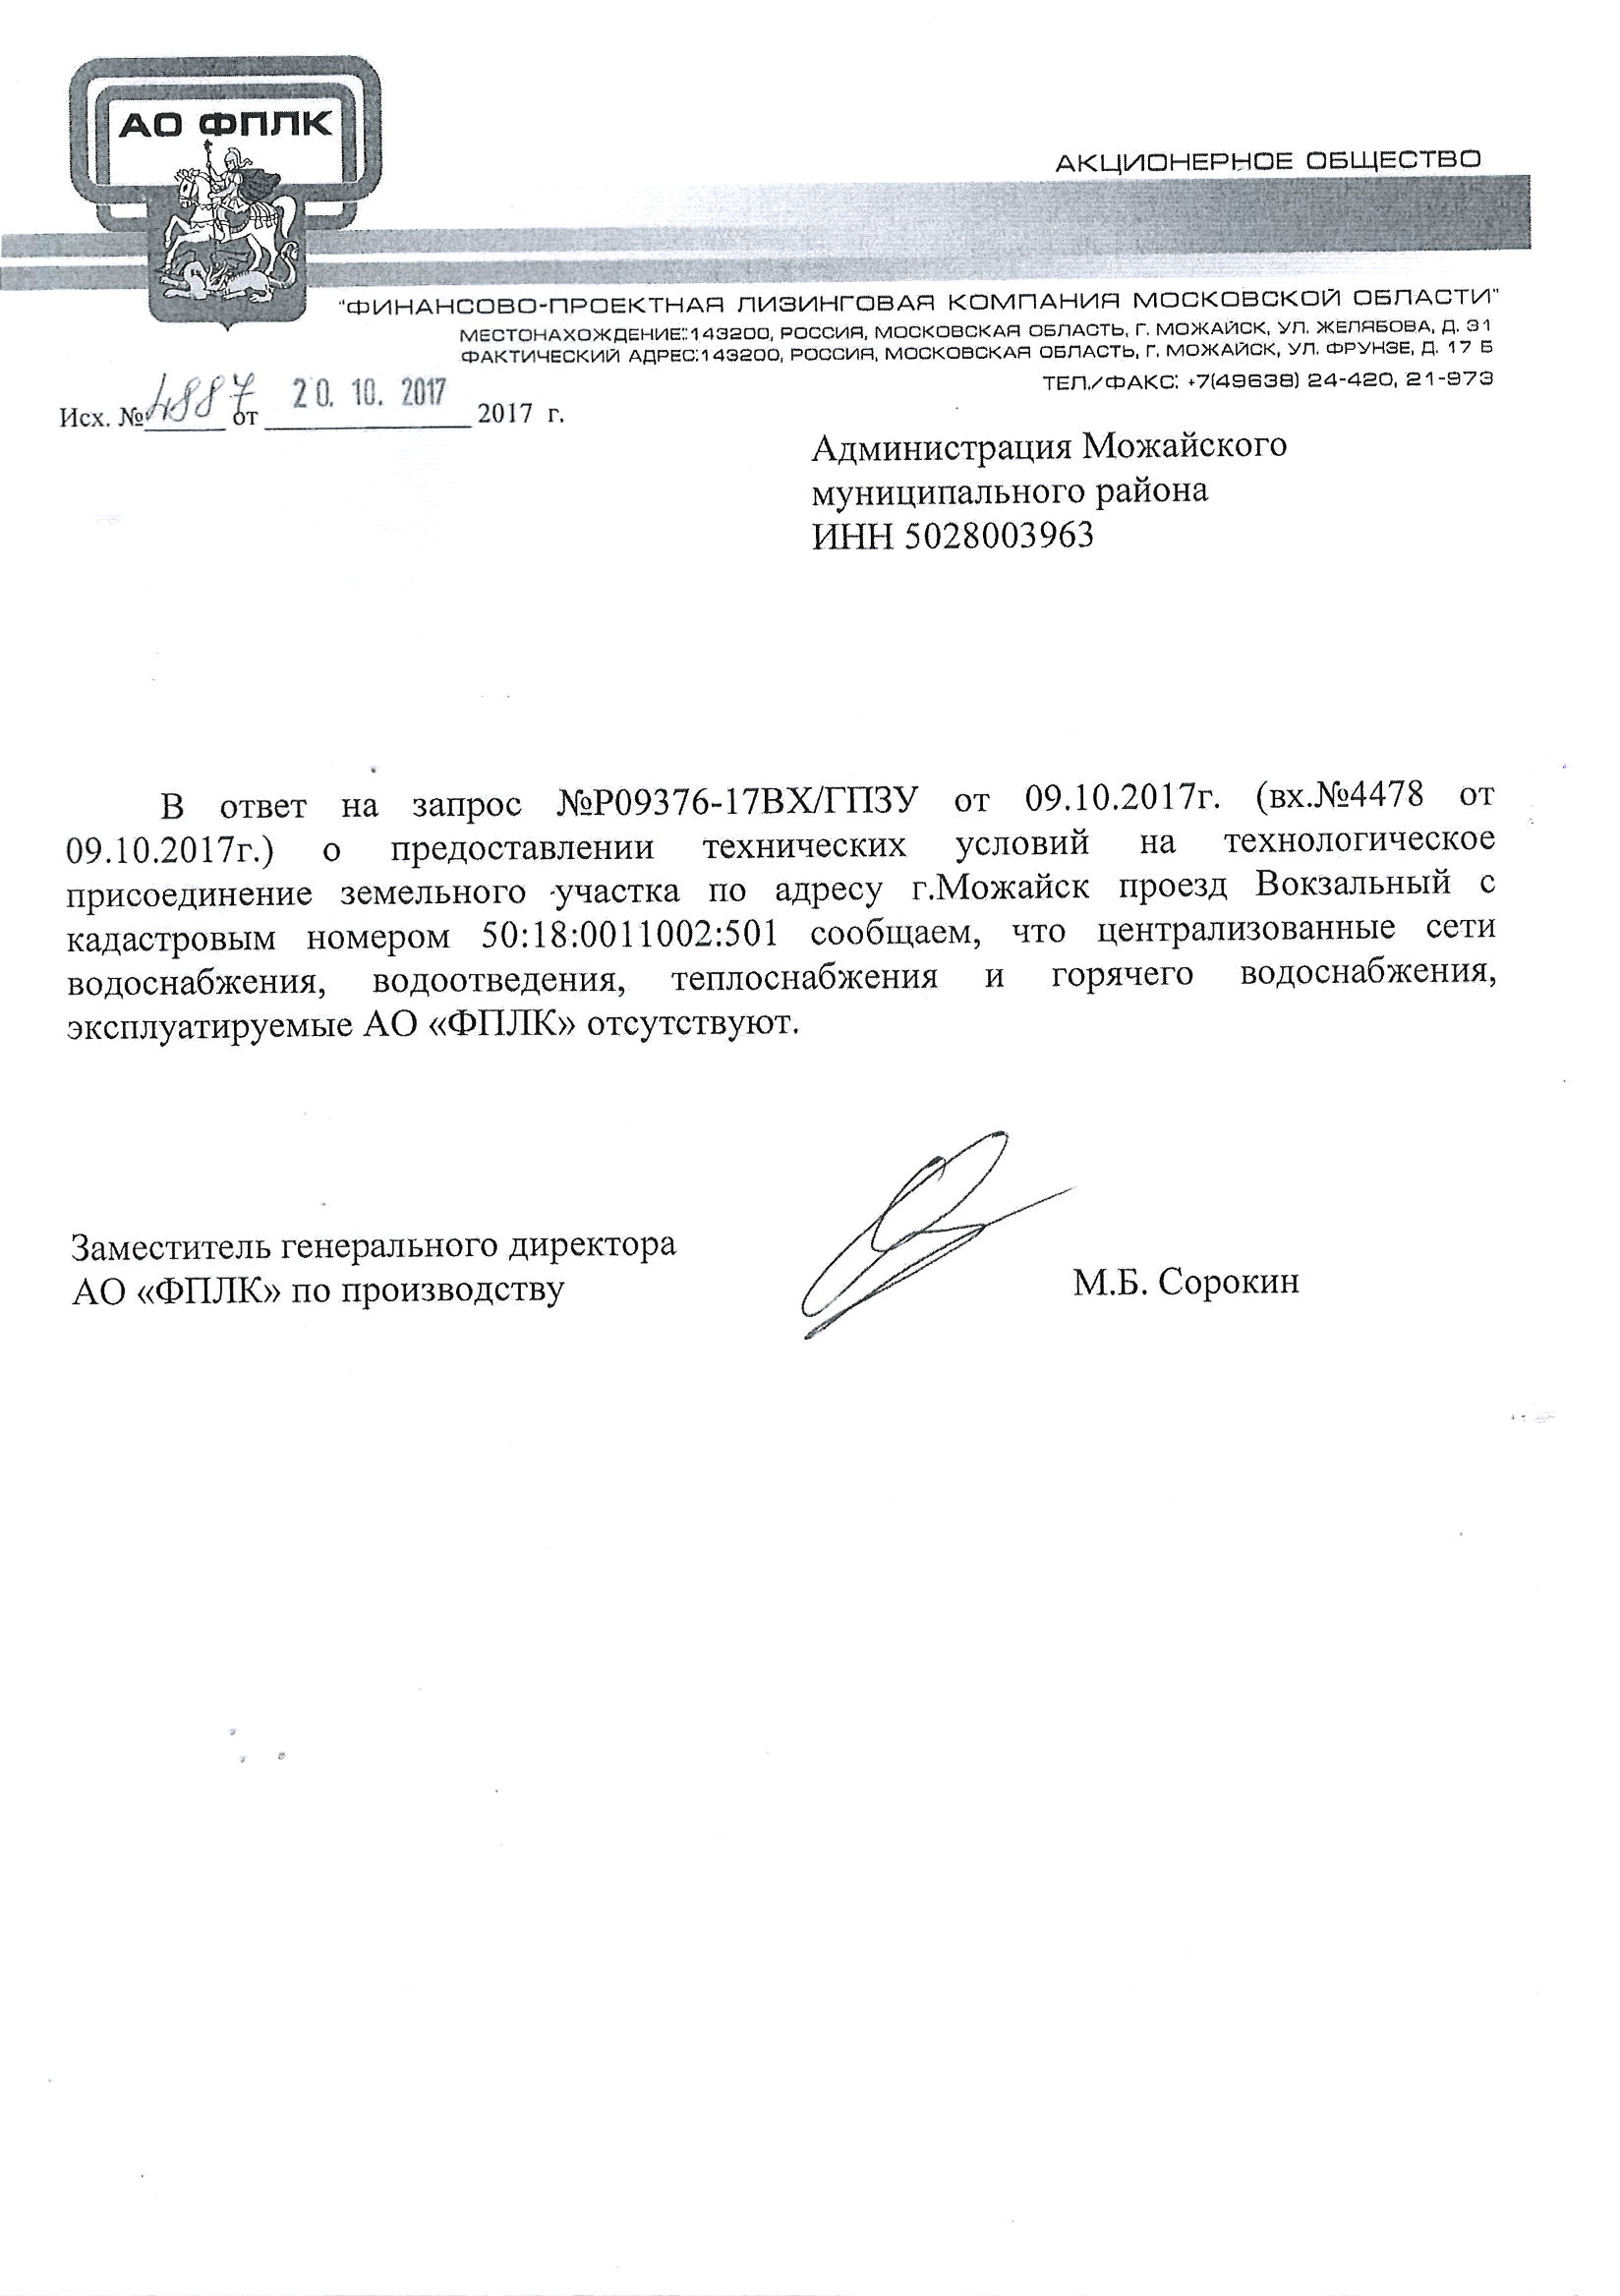 АО ФПЛК
АКЦИОНЕРНОЕ ОБЩЕСТВО
"ФИНАНСОВО-ПРОЕКТНАЯ ЛИЗИНГОВАЯ КОМПАНИЯ МОСКОВСКОЙ ОБЛАСТИ"
МЕСТОНАХОЖДЕНИЕ:143200, РОССИЯ, МОСКОВСКАЯ ОБЛАСТЬ, Г. МОЖАЙСК, УЛ. ЖЕЛЯБОВА, Д. 31
ФАКТИЧЕСКИЙ АДРЕС:143200, РОССИЯ, МОСКОВСКАЯ ОБЛАСТЬ, Г. МОЖАЙСК, УЛ. ФРУНЗЕ, Д. 17 Б
ТЕЛ./ФАКС: +7(49638) 24-420, 21-973
Исх. №4887 от 20. 10. 2017 2017 г.
Администрация Можайского
муниципального района
ИНН 5028003963
В ответ на запрос №Р09376-17ВХ/ГПЗУ от 09.10.2017г. (вх.№4478 от
09.10.2017г.) о предоставлении технических условий на технологическое
присоединение земельного участка по адресу г.Можайск проезд Вокзальный с
кадастровым номером 50:18:0011002:501 сообщаем, что централизованные сети
водоснабжения, водоотведения, теплоснабжения и горячего водоснабжения,
эксплуатируемые АО «ФПЛК» отсутствуют.
Заместитель генерального директора
АО «ФПЛК» по производству
М.Б. Сорокин